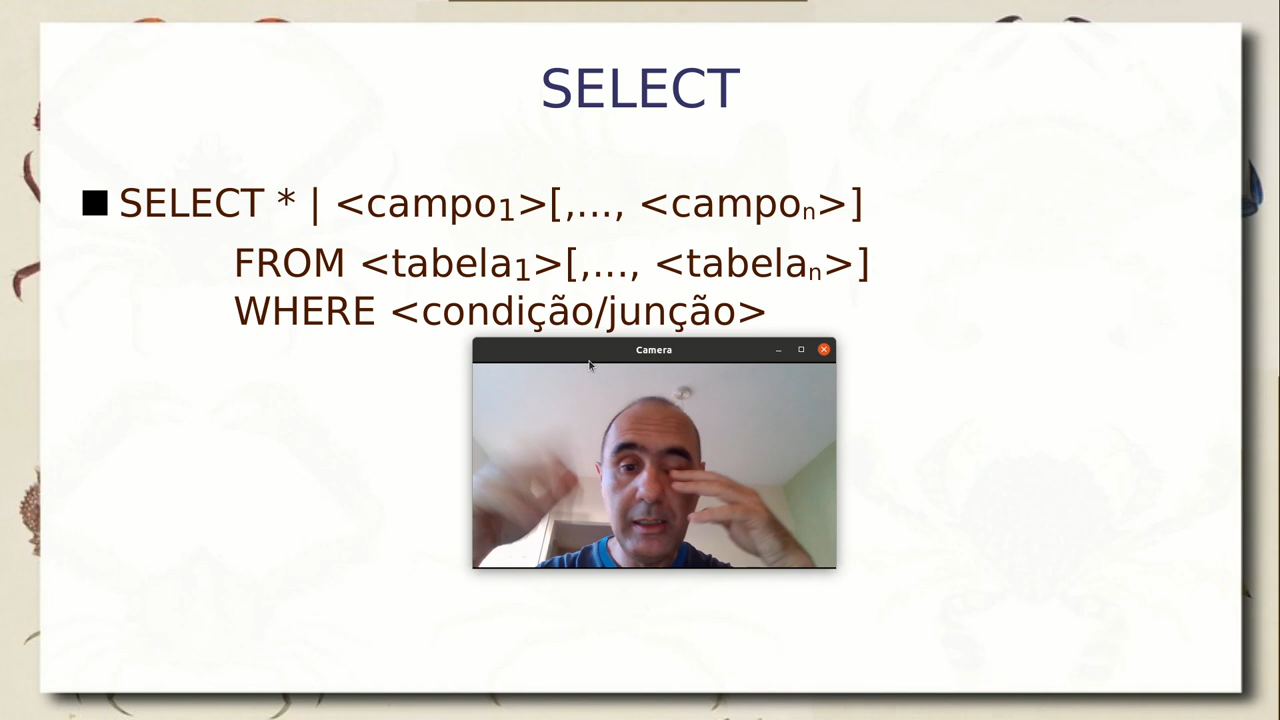 SELECT
SELECT * | <campo₁>[,..., <campoₙ>]
FROM <tabela₁>[,..., <tabelaₙ>]
WHERE <condição/junção>
Camera